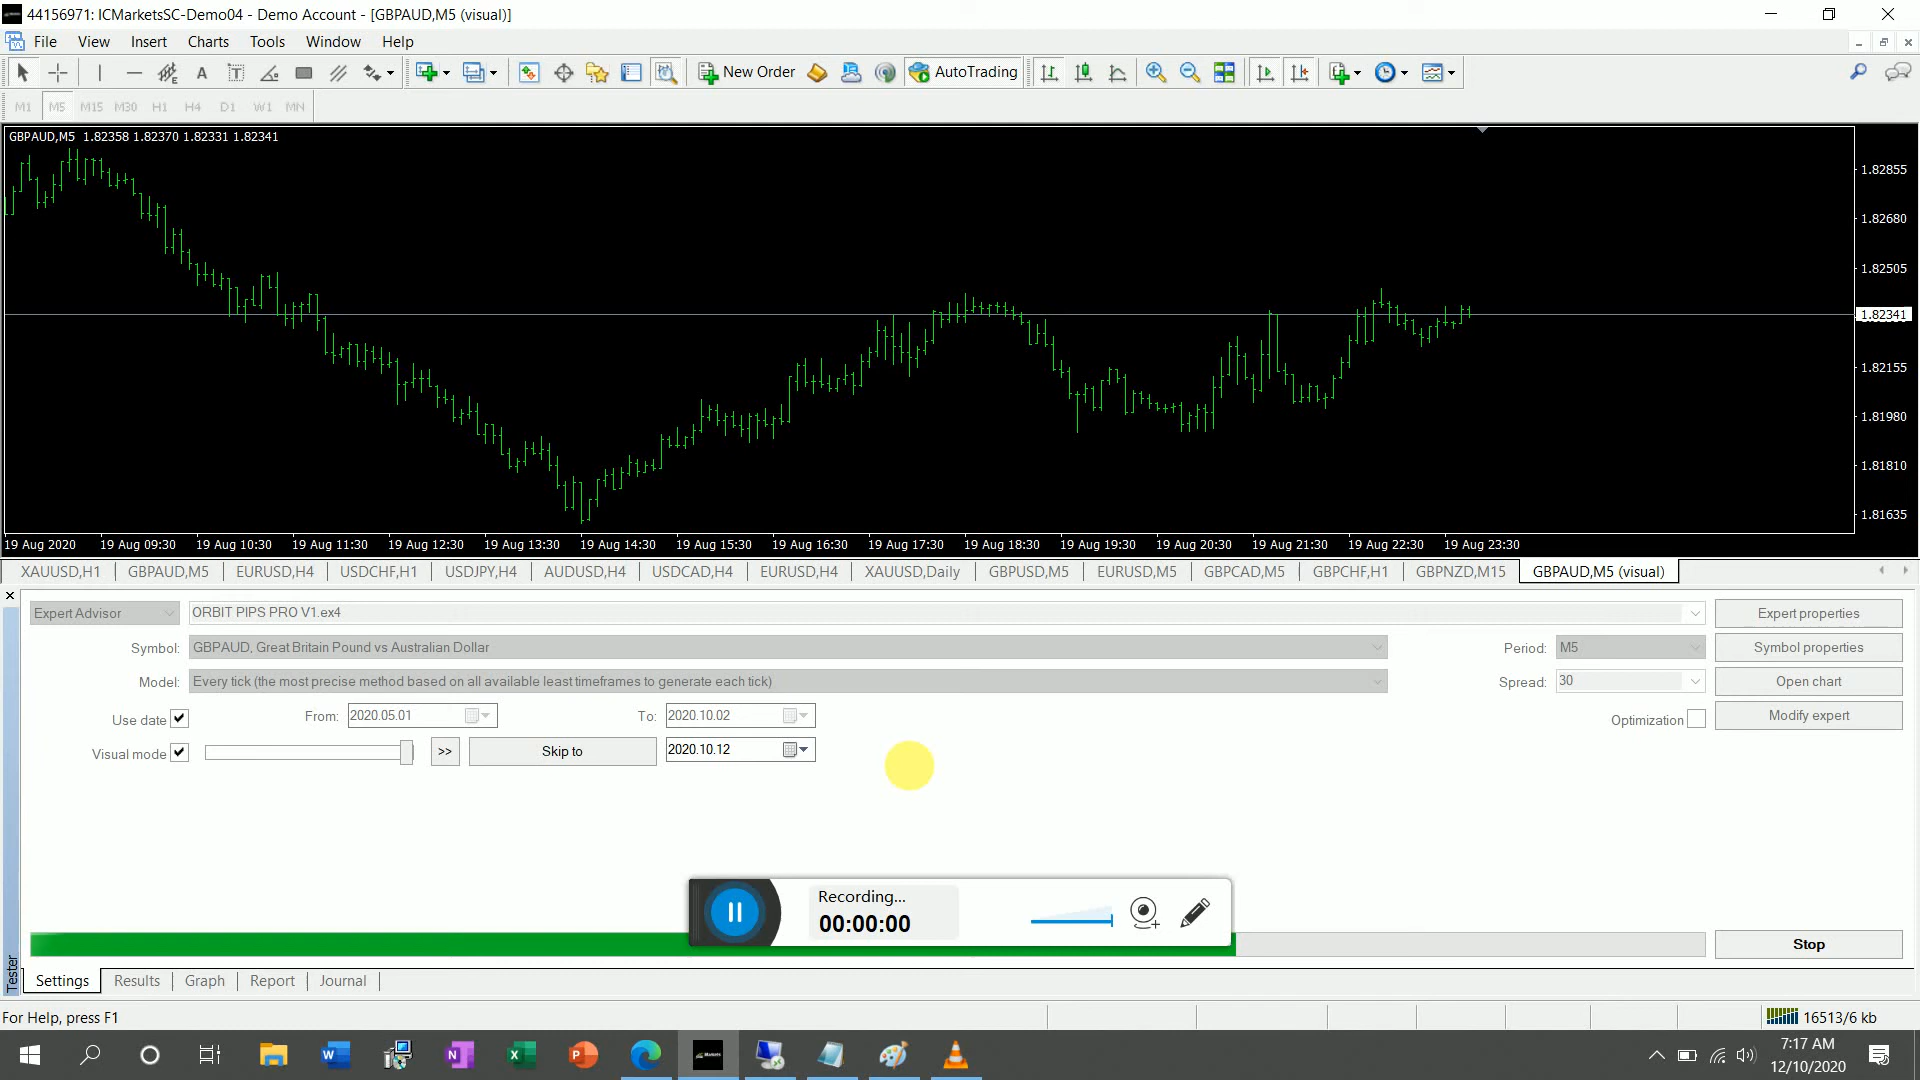 44156971: ICMarketsSC-Demo04 - Demo Account - [GBPAUD,M5 (visual)]
File View Insert Charts Tools Window Help
A T New Order AutoTrading
M1 M5 M15 M30 H1 H4 D1 W1 MN
GBPAUD,M5 1.82358 1.82370 1.82331 1.82341
1.82855
1.82680
1.82505
1.82341
1.82155
1.81980
1.81810
1.81635
19 Aug 2020 19 Aug 09:30 19 Aug 10:30 19 Aug 11:30 19 Aug 12:30 19 Aug 13:30 19 Aug 14:30 19 Aug 15:30 19 Aug 16:30 19 Aug 17:30 19 Aug 18:30 19 Aug 19:30 19 Aug 20:30 19 Aug 21:30 19 Aug 22:30 19 Aug 23:30
XAUUSD,H1 GBPAUD,M5 EURUSD,H4 USDCHF,H1 USDJPY,H4 AUDUSD,H4 USDCAD,H4 EURUSD,H4 XAUUSD,Daily GBPUSD,M5 EURUSD,M5 GBPCAD,M5 GBPCHF,H1 GBPNZD,M15 GBPAUD,M5 (visual)
Expert Advisor ORBIT PIPS PRO V1.ex4 Expert properties
Symbol: GBPAUD, Great Britain Pound vs Australian Dollar Period: M5 Symbol properties
Model: Every tick (the most precise method based on all available least timeframes to generate each tick) Spread: 30 Open chart
Use date From: 2020.05.01 To: 2020.10.02 Optimization Modify expert
Visual mode >> Skip to 2020.10.12
Recording...
00:00:00
Stop
Tester
Settings Results Graph Report Journal
For Help, press F1 16513/6 kb
7:17 AM
12/10/2020